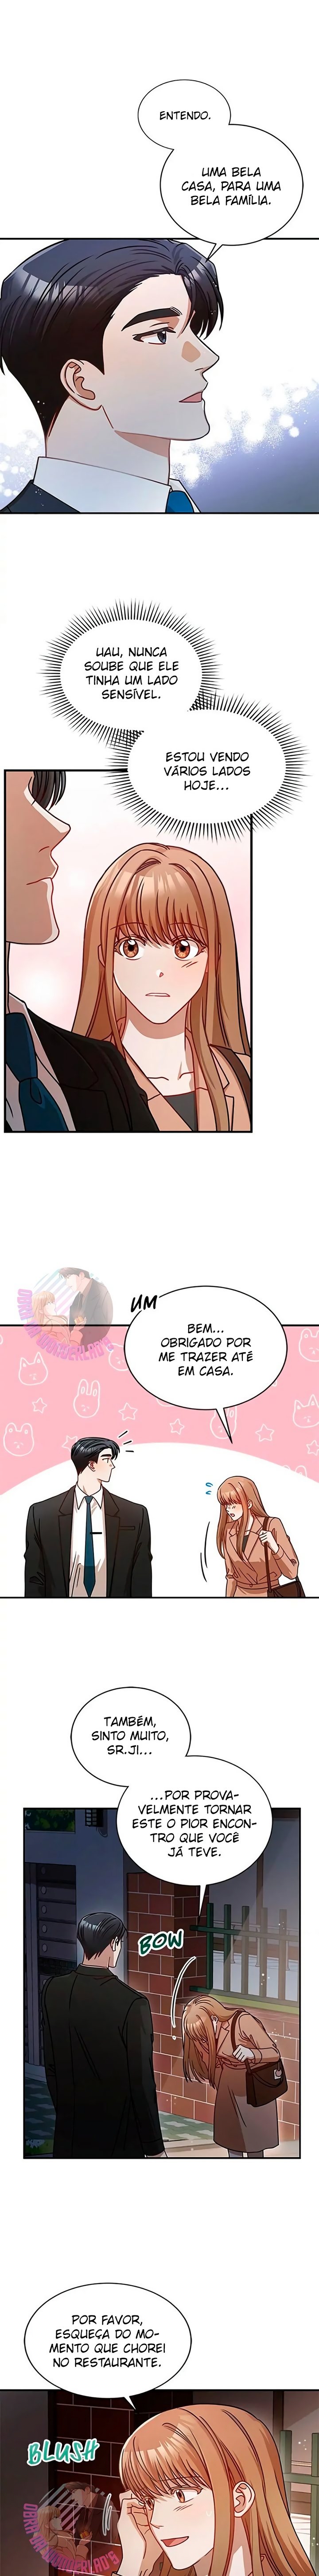 ENTENDO.
UMA BELA
CASA, PARA UMA
BELA FAMÍLIA.
UAU, NUNCA
SOUBE QUE ELE
TINHA UM LADO
SENSÍVEL.
ESTOU VENDO
VÁRIOS LADOS
HOJE...
UM
BEM...
OBRIGADO POR
ME TRAZER ATÉ
EM CASA.
TAMBÉM,
SINTO MUITO,
SR.JI...
...POR PROVA-
VELMENTE TORNAR
ESTE O PIOR ENCON-
TRO QUE VOCÊ
JÁ TEVE.
BOW
POR FAVOR,
ESQUEÇA DO MO-
MENTO QUE CHOREI
NO RESTAURANTE.
BLUSH